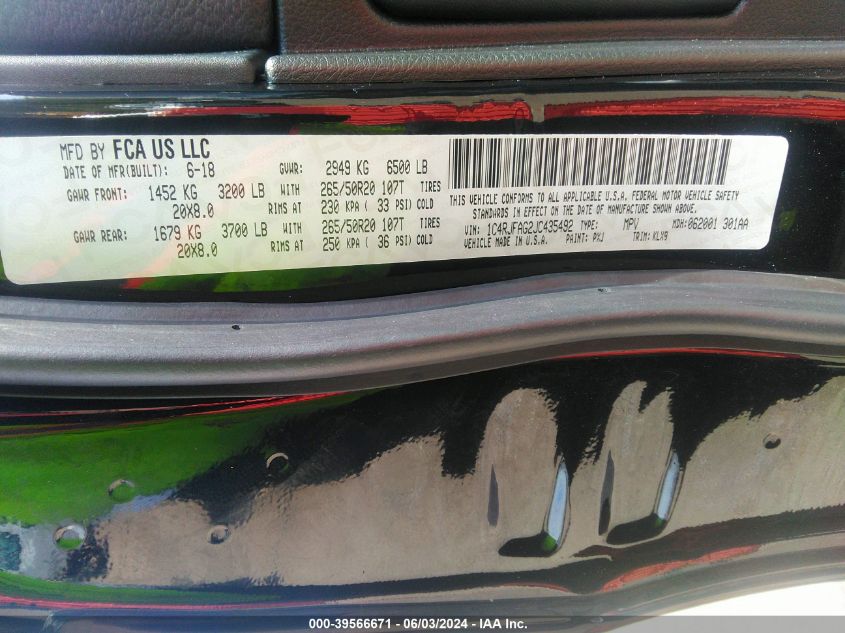 MFD BY FCA US LLC
DATE OF MFR(BUILT): 6-18 GVWR: 2949 KG 6500 LB
GAWR FRONT: 1452 KG 3200 LB WITH 265/50R20 107T TIRES
20X8.0 RIMS AT 230 KPA ( 33 PSI) COLD
GAWR REAR: 1679 KG 3700 LB WITH 265/50R20 107T TIRES
20X8.0 RIMS AT 250 KPA ( 36 PSI) COLD
THIS VEHICLE CONFORMS TO ALL APPLICABLE U.S.A. FEDERAL MOTOR VEHICLE SAFETY
STANDARDS IN EFFECT ON THE DATE OF MANUFACTURE SHOWN ABOVE.
VIN: 1C4RJFAG2JC435492 TYPE: MPV MDH:062001 301AA
MADE IN U.S.A. PAINT: PXJ TRIM: KLX9
000-39566671 / 06/03/2024 - IAA Inc.